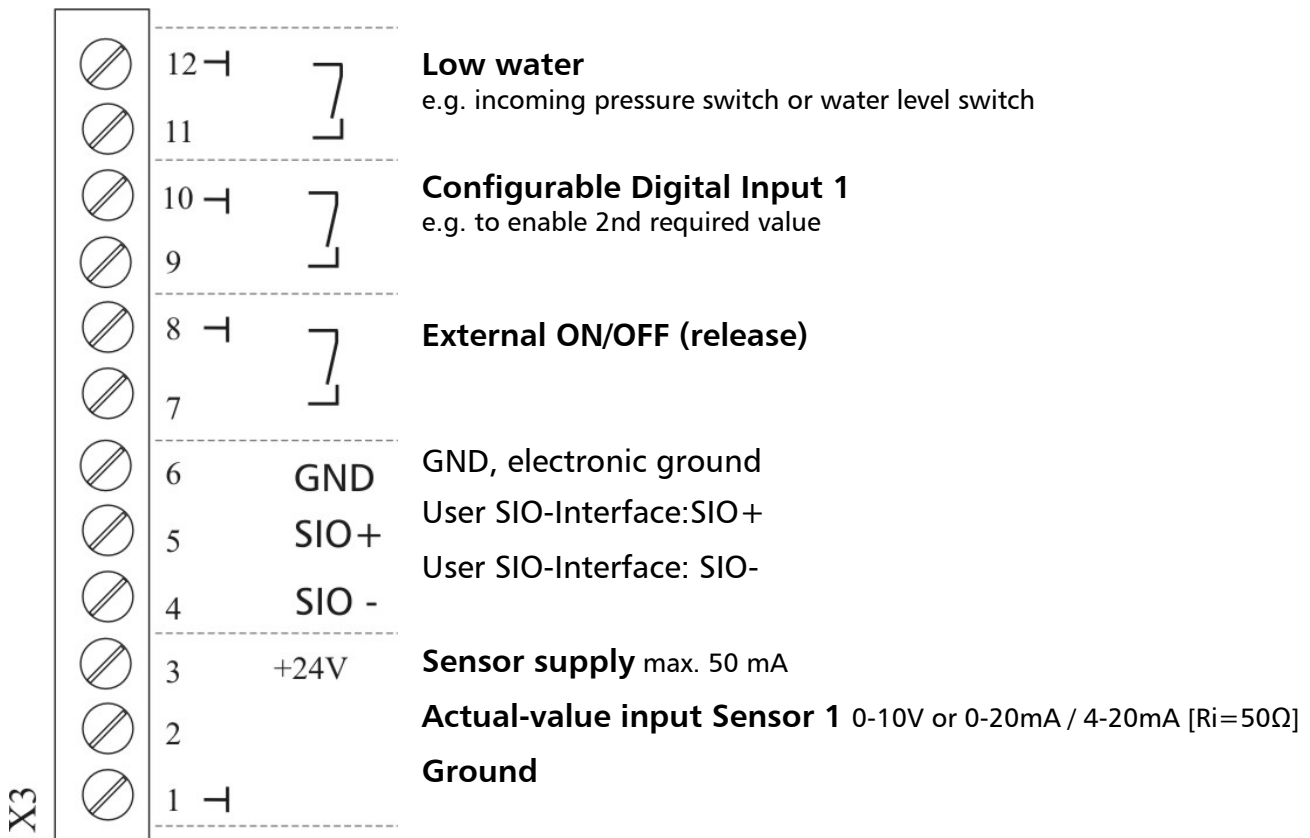 12
Low water
e.g. incoming pressure switch or water level switch
11
10
Configurable Digital Input 1
e.g. to enable 2nd required value
9
8
External ON/OFF (release)
7
6 GND GND, electronic ground
5 SIO+ User SIO-Interface:SIO+
4 SIO - User SIO-Interface: SIO-
3 +24V Sensor supply max. 50 mA
2 Actual-value input Sensor 1 0-10V or 0-20mA / 4-20mA [Ri=50Ω]
1 Ground
X3